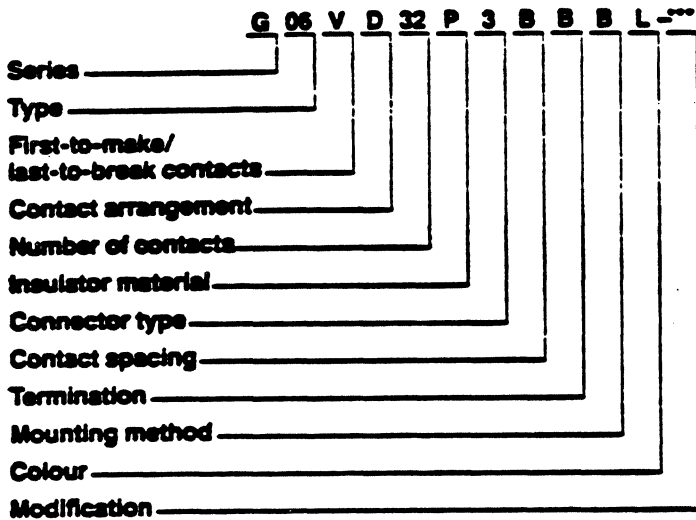 G 06 V D 32 P 3 B B B L -***
Series
Type
First-to-make/
last-to-break contacts
Contact arrangement
Number of contacts
Insulator material
Connector type
Contact spacing
Termination
Mounting method
Colour
Modification